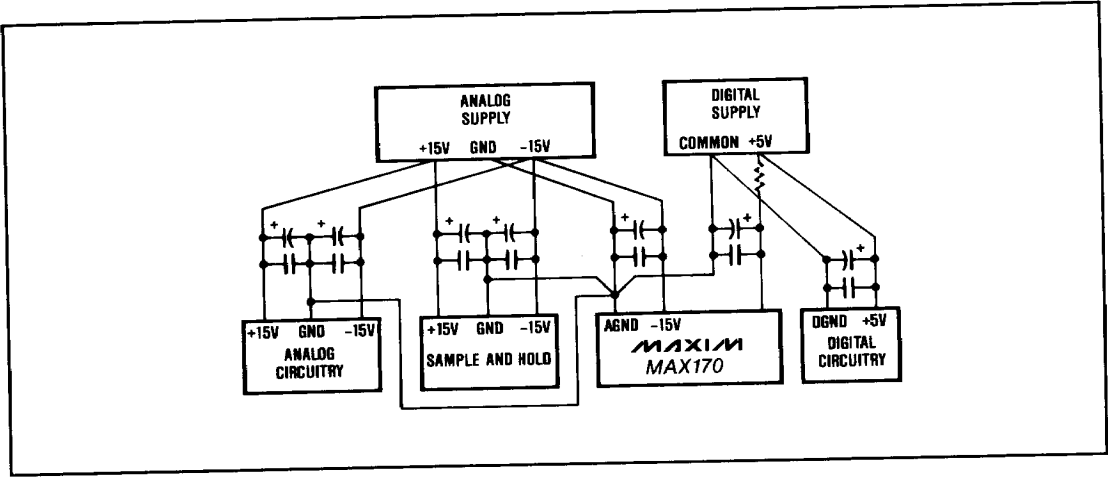 ANALOG
SUPPLY
+15V GND -15V
DIGITAL
SUPPLY
COMMON +5V
+ + + + + + +
+15V GND -15V
ANALOG
CIRCUITRY
+15V GND -15V
SAMPLE AND HOLD
AGND -15V
MAXIM
MAX170
DGND +5V
DIGITAL
CIRCUITRY